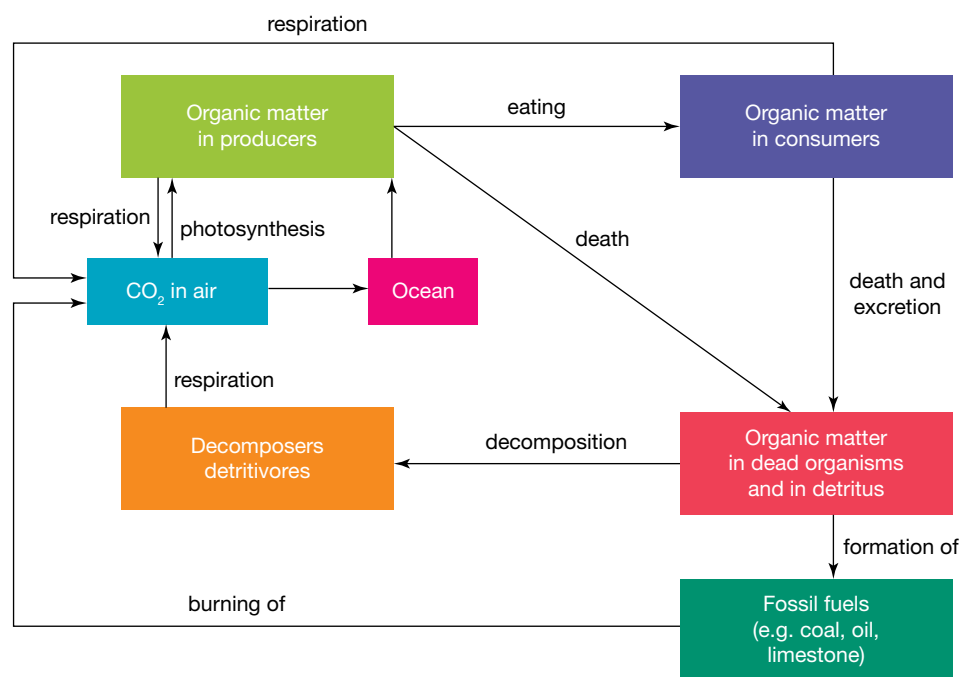 respiration
Organic matter
in producers
eating
Organic matter
in consumers
respiration
photosynthesis
death
CO₂ in air
Ocean
death and
excretion
respiration
Decomposers
detritivores
decomposition
Organic matter
in dead organisms
and in detritus
formation of
burning of
Fossil fuels
(e.g. coal, oil,
limestone)